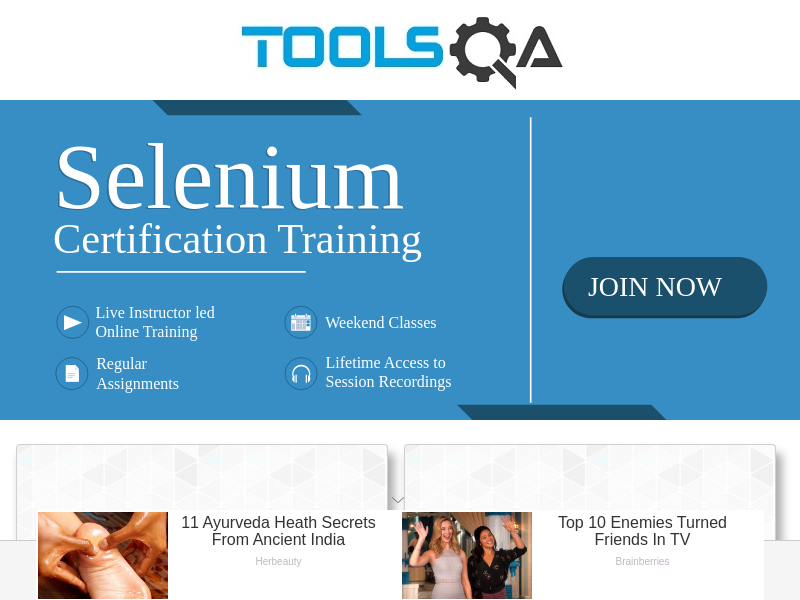 TOOLSQA
Selenium
Certification Training
Live Instructor led
Online Training
Weekend Classes
Regular
Assignments
Lifetime Access to
Session Recordings
JOIN NOW
11 Ayurveda Heath Secrets
From Ancient India
Herbeauty
Top 10 Enemies Turned
Friends In TV
Brainberries